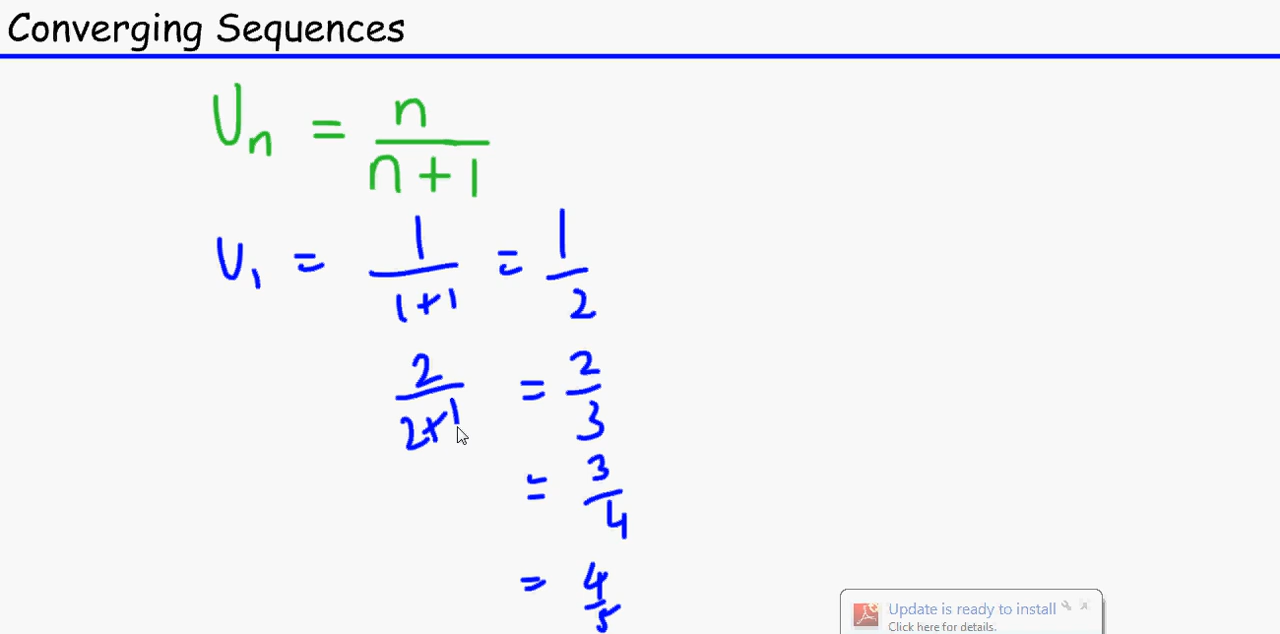 Converging Sequences
Un = n/n+1
U1 = 1/1+1 = 1/2
2/2+1 = 2/3
= 3/4
= 4/5
Update is ready to install
Click here for details.